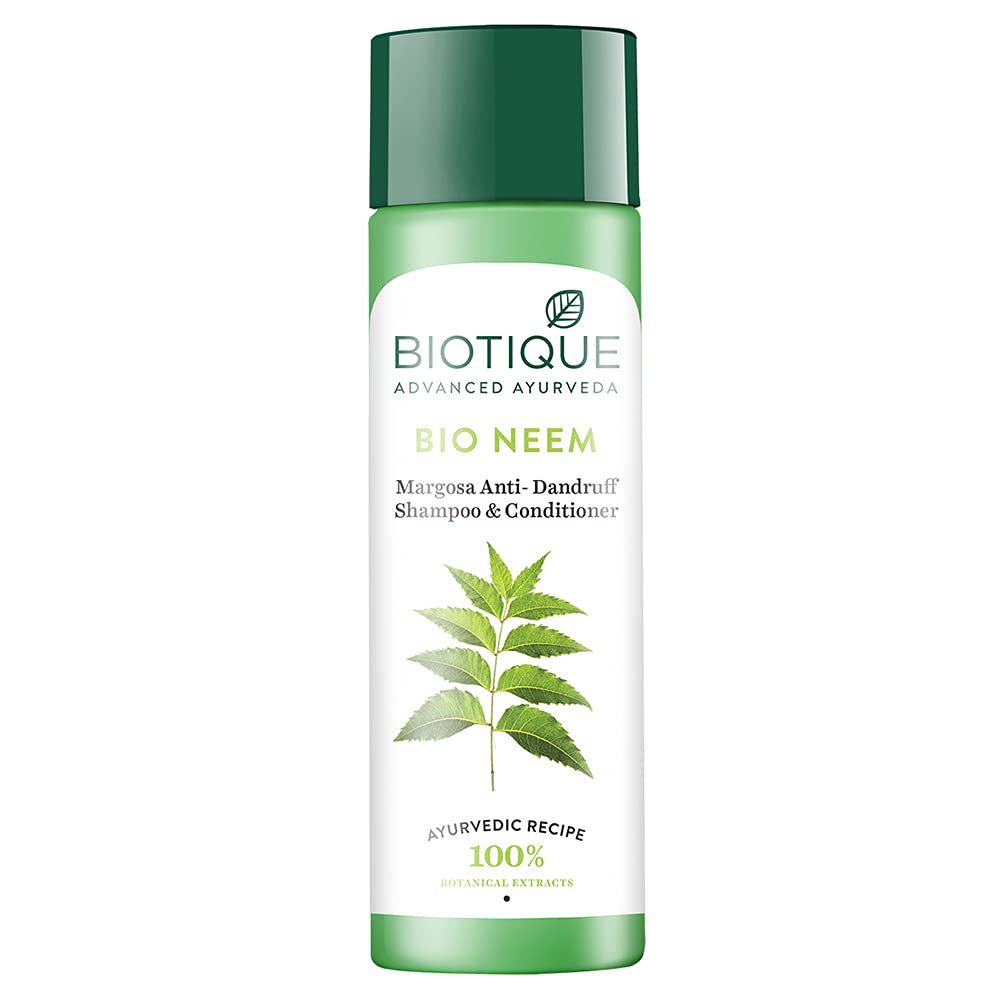 BIOTIQUE
ADVANCED AYURVEDA
BIO NEEM
Margosa Anti-Dandruff
Shampoo & Conditioner
AYURVEDIC RECIPE
100%
BOTANICAL EXTRACTS